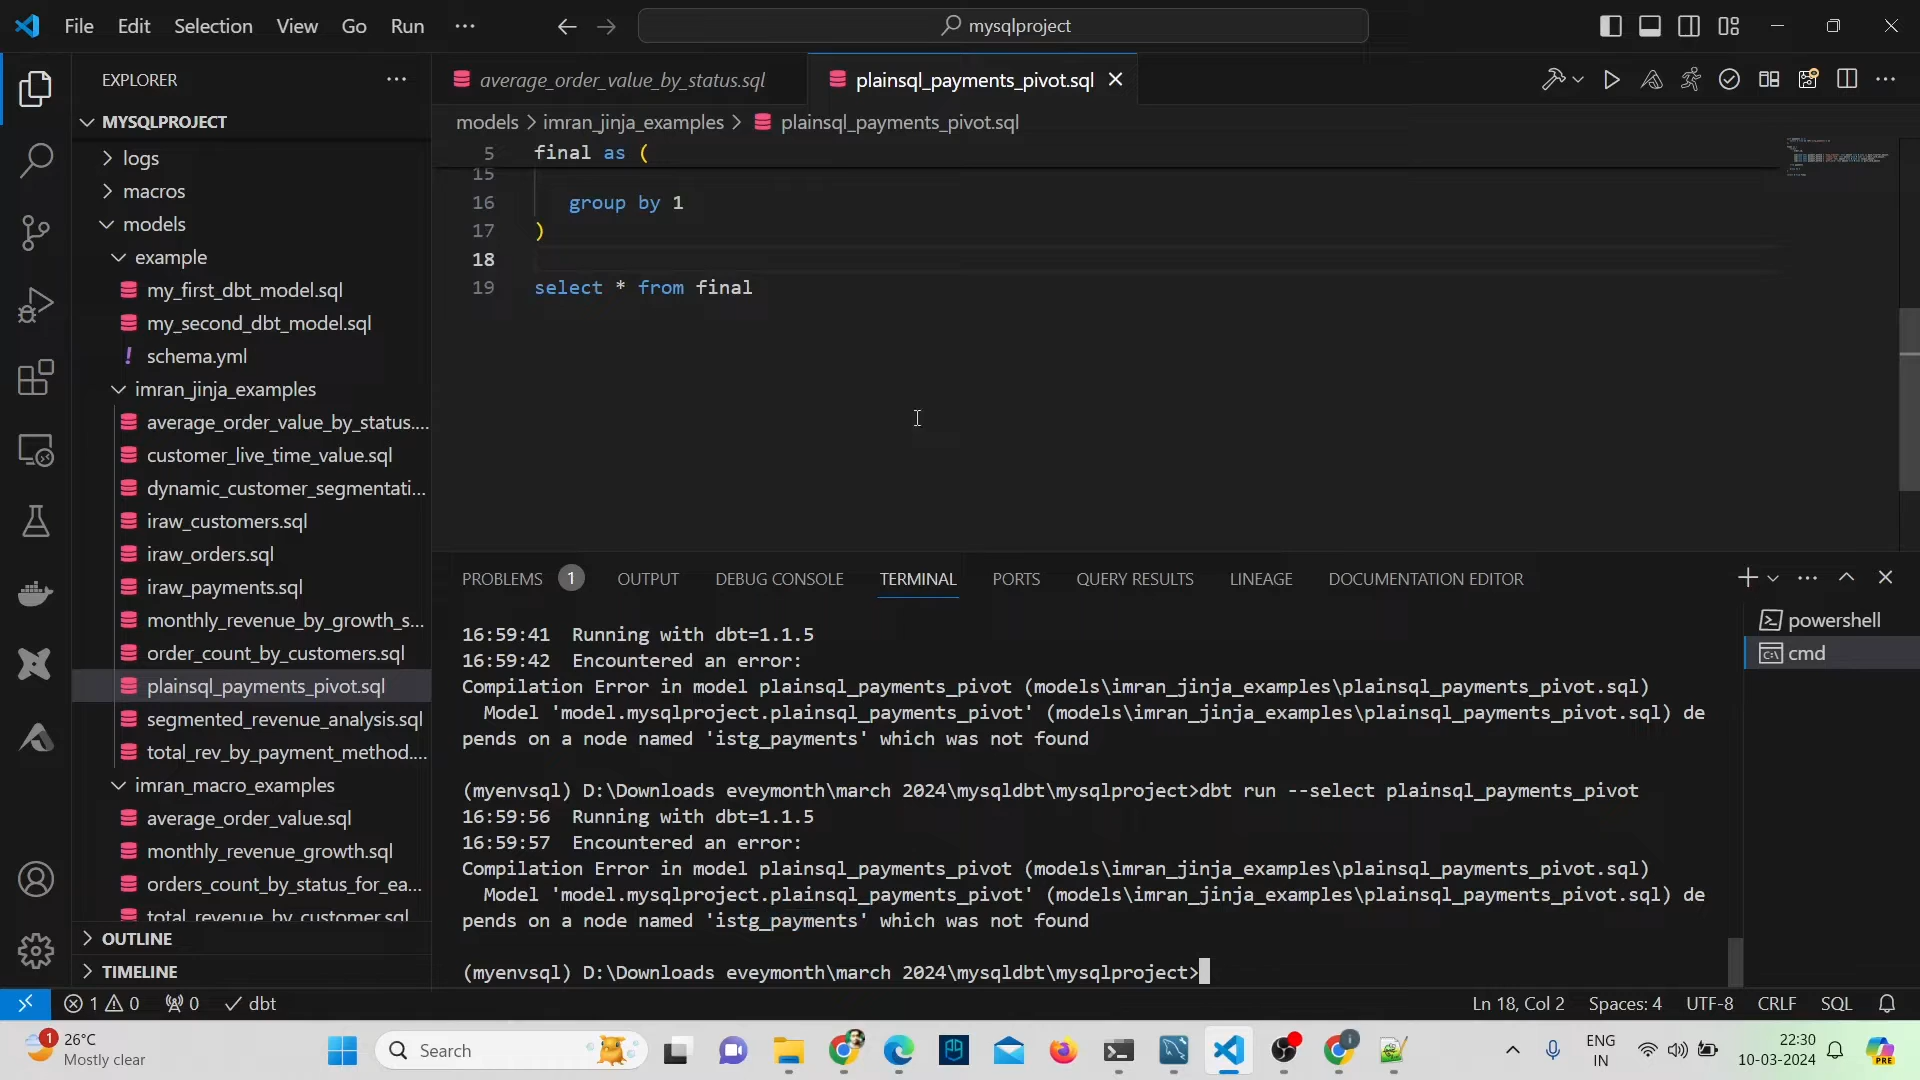 File Edit Selection View Go Run ··· mysqlproject
EXPLORER ···
MYSQLPROJECT
logs
macros
models
example
my_first_dbt_model.sql
my_second_dbt_model.sql
! schema.yml
imran_jinja_examples
average_order_value_by_status....
customer_live_time_value.sql
dynamic_customer_segmentati...
iraw_customers.sql
iraw_orders.sql
iraw_payments.sql
monthly_revenue_by_growth_s...
order_count_by_customers.sql
plainsql_payments_pivot.sql
segmented_revenue_analysis.sql
total_rev_by_payment_method....
imran_macro_examples
average_order_value.sql
monthly_revenue_growth.sql
orders_count_by_status_for_ea...
total_revenue_by_customer.sql
OUTLINE
TIMELINE
average_order_value_by_status.sql plainsql_payments_pivot.sql
models > imran_jinja_examples > plainsql_payments_pivot.sql
5 final as (
15
16 group by 1
17 )
18
19 select * from final
PROBLEMS 1 OUTPUT DEBUG CONSOLE TERMINAL PORTS QUERY RESULTS LINEAGE DOCUMENTATION EDITOR
powershell
cmd
16:59:41 Running with dbt=1.1.5
16:59:42 Encountered an error:
Compilation Error in model plainsql_payments_pivot (models\imran_jinja_examples\plainsql_payments_pivot.sql)
Model 'model.mysqlproject.plainsql_payments_pivot' (models\imran_jinja_examples\plainsql_payments_pivot.sql) de
pends on a node named 'istg_payments' which was not found
(myenvsql) D:\Downloads eveymonth\march 2024\mysqldbt\mysqlproject>dbt run --select plainsql_payments_pivot
16:59:56 Running with dbt=1.1.5
16:59:57 Encountered an error:
Compilation Error in model plainsql_payments_pivot (models\imran_jinja_examples\plainsql_payments_pivot.sql)
Model 'model.mysqlproject.plainsql_payments_pivot' (models\imran_jinja_examples\plainsql_payments_pivot.sql) de
pends on a node named 'istg_payments' which was not found
(myenvsql) D:\Downloads eveymonth\march 2024\mysqldbt\mysqlproject>
1 0 0 dbt Ln 18, Col 2 Spaces: 4 UTF-8 CRLF SQL
1 26°C
Mostly clear
Search
PRE
ENG
IN
22:30
10-03-2024